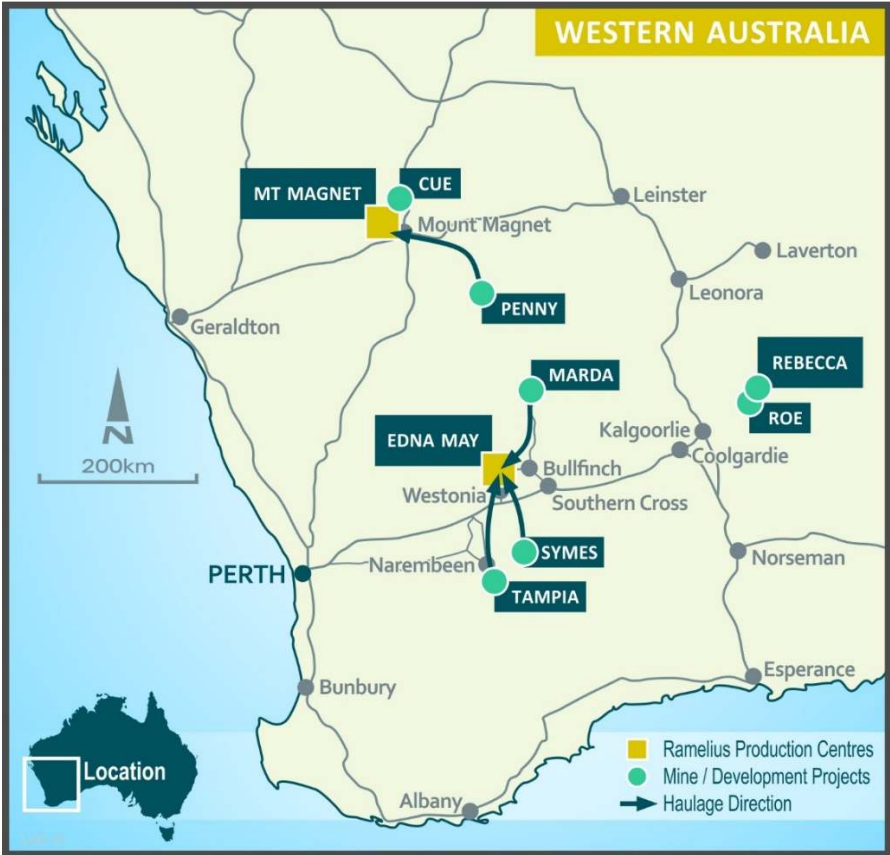 WESTERN AUSTRALIA
CUE
MT MAGNET
Mount Magnet
Leinster
Laverton
Leonora
PENNY
Geraldton
REBECCA
MARDA
ROE
N
200km
EDNA MAY
Kalgoorlie
Coolgardie
Bullfinch
Westonia
Southern Cross
SYMES
Norseman
Narembeen
PERTH
TAMPIA
Esperance
Bunbury
Location
Ramelius Production Centres
Mine / Development Projects
Haulage Direction
Albany